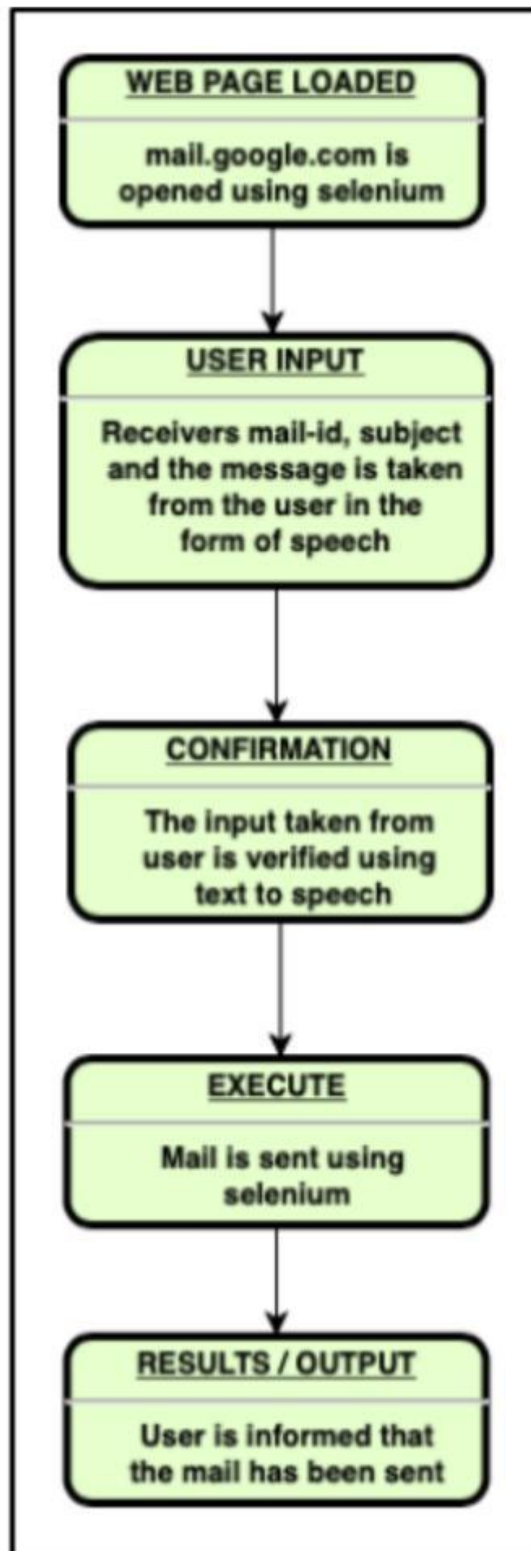 WEB PAGE LOADED
mail.google.com is
opened using selenium
USER INPUT
Receivers mail-id, subject
and the message is taken
from the user in the
form of speech
CONFIRMATION
The input taken from
user is verified using
text to speech
EXECUTE
Mail is sent using
selenium
RESULTS / OUTPUT
User is informed that
the mail has been sent